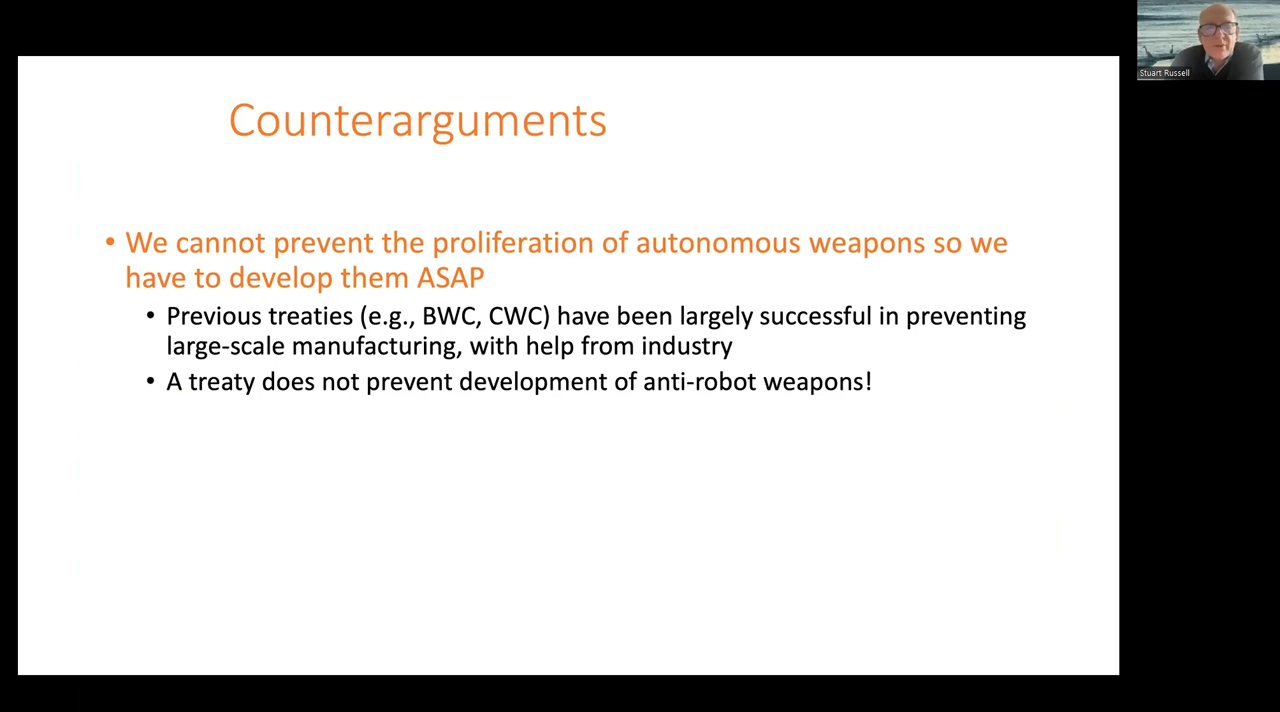 Stuart Russell
Counterarguments
• We cannot prevent the proliferation of autonomous weapons so we
have to develop them ASAP
• Previous treaties (e.g., BWC, CWC) have been largely successful in preventing
large-scale manufacturing, with help from industry
• A treaty does not prevent development of anti-robot weapons!